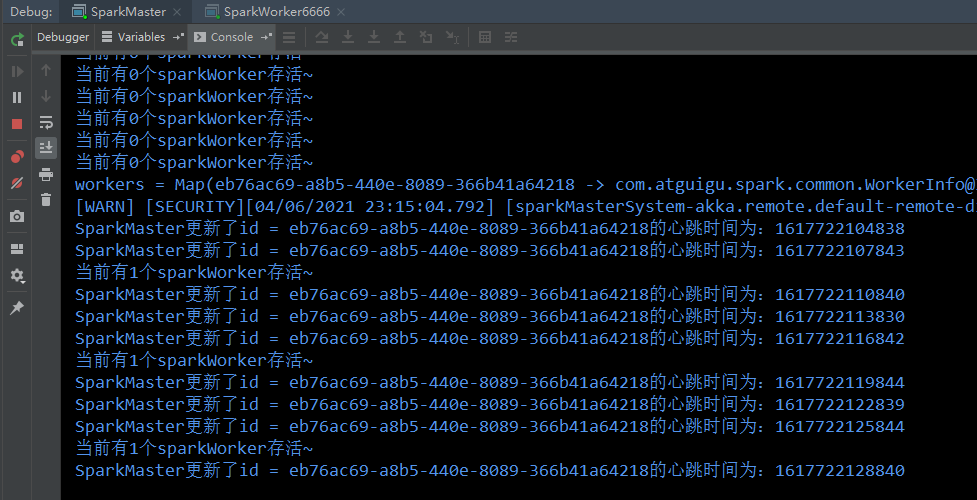 Debug: SparkMaster SparkWorker6666
Debugger Variables Console
当前有0个sparkWorker存活~
当前有0个sparkWorker存活~
当前有0个sparkWorker存活~
当前有0个sparkWorker存活~
当前有0个sparkWorker存活~
当前有0个sparkWorker存活~
workers = Map(eb76ac69-a8b5-440e-8089-366b41a64218 -> com.atguigu.spark.common.WorkerInfo@
[WARN] [SECURITY][04/06/2021 23:15:04.792] [sparkMasterSystem-akka.remote.default-remote-d
SparkMaster更新了id = eb76ac69-a8b5-440e-8089-366b41a64218的心跳时间为：1617722104838
SparkMaster更新了id = eb76ac69-a8b5-440e-8089-366b41a64218的心跳时间为：1617722107843
当前有1个sparkWorker存活~
SparkMaster更新了id = eb76ac69-a8b5-440e-8089-366b41a64218的心跳时间为：1617722110840
SparkMaster更新了id = eb76ac69-a8b5-440e-8089-366b41a64218的心跳时间为：1617722113830
SparkMaster更新了id = eb76ac69-a8b5-440e-8089-366b41a64218的心跳时间为：1617722116842
当前有1个sparkWorker存活~
SparkMaster更新了id = eb76ac69-a8b5-440e-8089-366b41a64218的心跳时间为：1617722119844
SparkMaster更新了id = eb76ac69-a8b5-440e-8089-366b41a64218的心跳时间为：1617722122839
SparkMaster更新了id = eb76ac69-a8b5-440e-8089-366b41a64218的心跳时间为：1617722125844
当前有1个sparkWorker存活~
SparkMaster更新了id = eb76ac69-a8b5-440e-8089-366b41a64218的心跳时间为：1617722128840